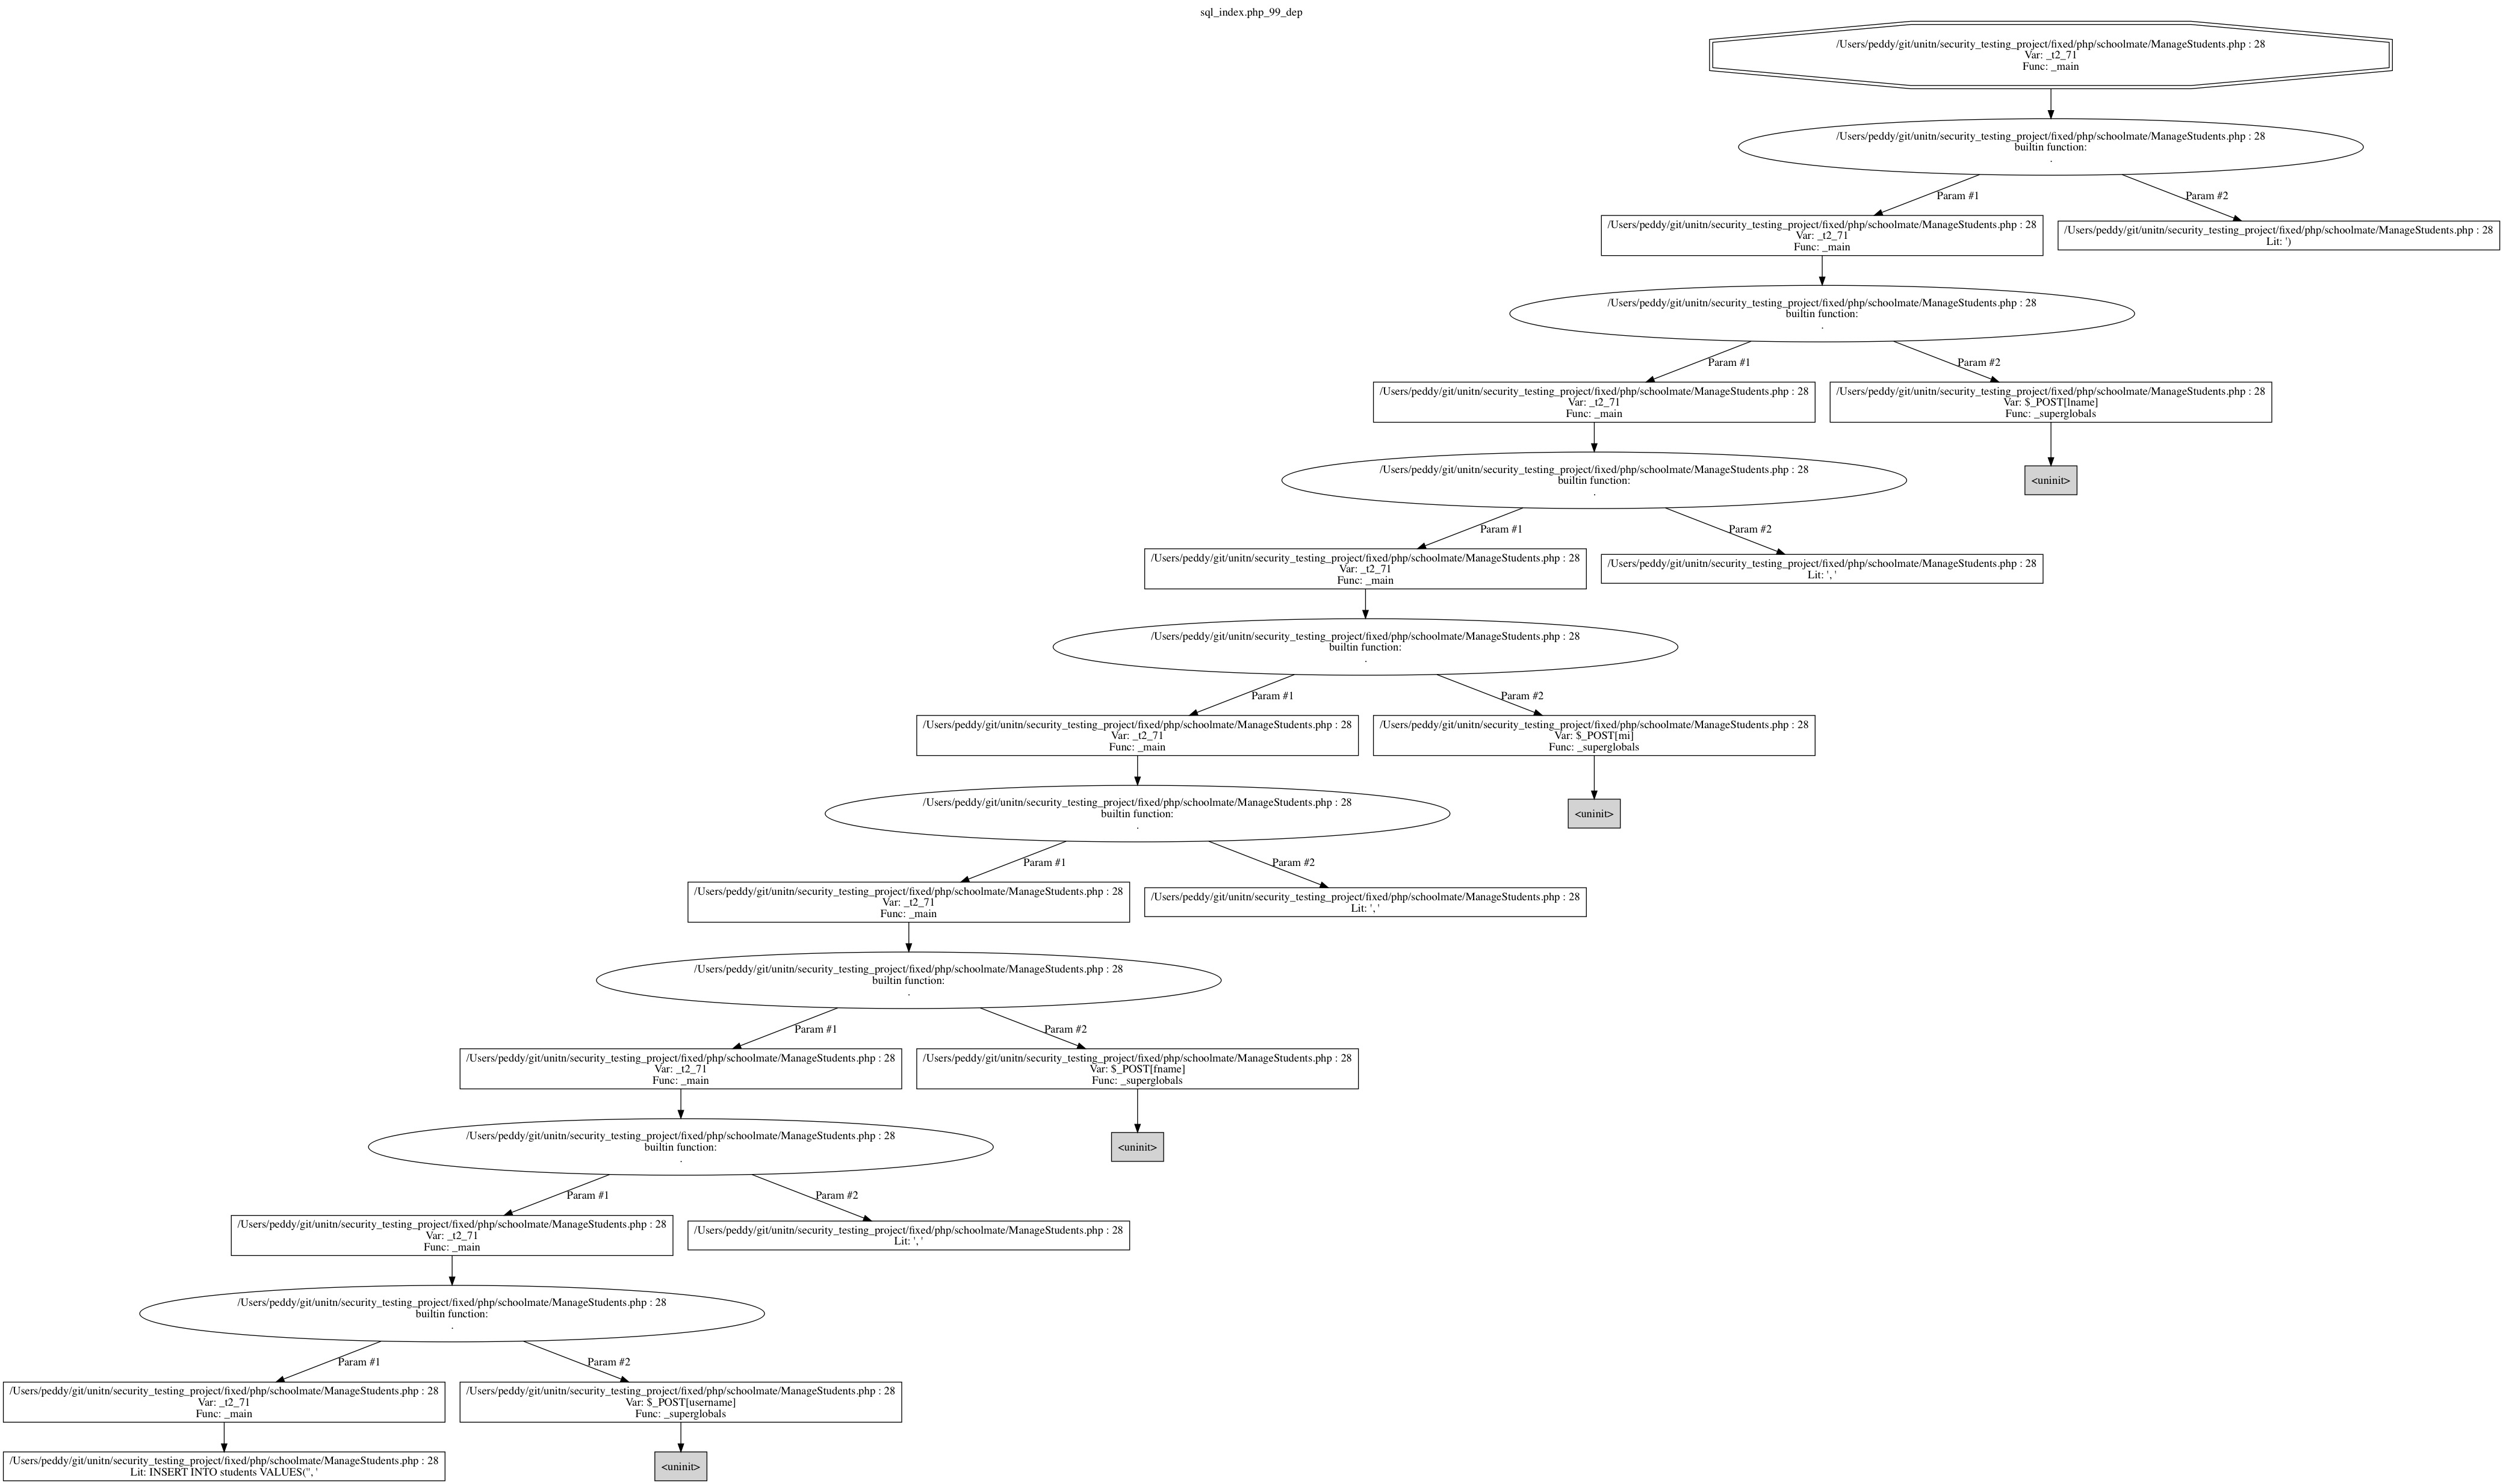 sql_index.php_99_dep
/Users/peddy/git/unitn/security_testing_project/fixed/php/schoolmate/ManageStudents.php : 28
Var: _t2_71
Func: _main
/Users/peddy/git/unitn/security_testing_project/fixed/php/schoolmate/ManageStudents.php : 28
builtin function:
.
Param #1
Param #2
/Users/peddy/git/unitn/security_testing_project/fixed/php/schoolmate/ManageStudents.php : 28
Var: _t2_71
Func: _main
/Users/peddy/git/unitn/security_testing_project/fixed/php/schoolmate/ManageStudents.php : 28
Lit: ')
/Users/peddy/git/unitn/security_testing_project/fixed/php/schoolmate/ManageStudents.php : 28
builtin function:
.
Param #1
Param #2
/Users/peddy/git/unitn/security_testing_project/fixed/php/schoolmate/ManageStudents.php : 28
Var: _t2_71
Func: _main
/Users/peddy/git/unitn/security_testing_project/fixed/php/schoolmate/ManageStudents.php : 28
Var: $_POST[lname]
Func: _superglobals
/Users/peddy/git/unitn/security_testing_project/fixed/php/schoolmate/ManageStudents.php : 28
builtin function:
.
<uninit>
Param #1
Param #2
/Users/peddy/git/unitn/security_testing_project/fixed/php/schoolmate/ManageStudents.php : 28
Var: _t2_71
Func: _main
/Users/peddy/git/unitn/security_testing_project/fixed/php/schoolmate/ManageStudents.php : 28
Lit: ', '
/Users/peddy/git/unitn/security_testing_project/fixed/php/schoolmate/ManageStudents.php : 28
builtin function:
.
Param #1
Param #2
/Users/peddy/git/unitn/security_testing_project/fixed/php/schoolmate/ManageStudents.php : 28
Var: _t2_71
Func: _main
/Users/peddy/git/unitn/security_testing_project/fixed/php/schoolmate/ManageStudents.php : 28
Var: $_POST[mi]
Func: _superglobals
/Users/peddy/git/unitn/security_testing_project/fixed/php/schoolmate/ManageStudents.php : 28
builtin function:
.
<uninit>
Param #1
Param #2
/Users/peddy/git/unitn/security_testing_project/fixed/php/schoolmate/ManageStudents.php : 28
Var: _t2_71
Func: _main
/Users/peddy/git/unitn/security_testing_project/fixed/php/schoolmate/ManageStudents.php : 28
Lit: ', '
/Users/peddy/git/unitn/security_testing_project/fixed/php/schoolmate/ManageStudents.php : 28
builtin function:
.
Param #1
Param #2
/Users/peddy/git/unitn/security_testing_project/fixed/php/schoolmate/ManageStudents.php : 28
Var: _t2_71
Func: _main
/Users/peddy/git/unitn/security_testing_project/fixed/php/schoolmate/ManageStudents.php : 28
Var: $_POST[fname]
Func: _superglobals
/Users/peddy/git/unitn/security_testing_project/fixed/php/schoolmate/ManageStudents.php : 28
builtin function:
.
<uninit>
Param #1
Param #2
/Users/peddy/git/unitn/security_testing_project/fixed/php/schoolmate/ManageStudents.php : 28
Var: _t2_71
Func: _main
/Users/peddy/git/unitn/security_testing_project/fixed/php/schoolmate/ManageStudents.php : 28
Lit: ', '
/Users/peddy/git/unitn/security_testing_project/fixed/php/schoolmate/ManageStudents.php : 28
builtin function:
.
Param #1
Param #2
/Users/peddy/git/unitn/security_testing_project/fixed/php/schoolmate/ManageStudents.php : 28
Var: _t2_71
Func: _main
/Users/peddy/git/unitn/security_testing_project/fixed/php/schoolmate/ManageStudents.php : 28
Var: $_POST[username]
Func: _superglobals
/Users/peddy/git/unitn/security_testing_project/fixed/php/schoolmate/ManageStudents.php : 28
Lit: INSERT INTO students VALUES('', '
<uninit>